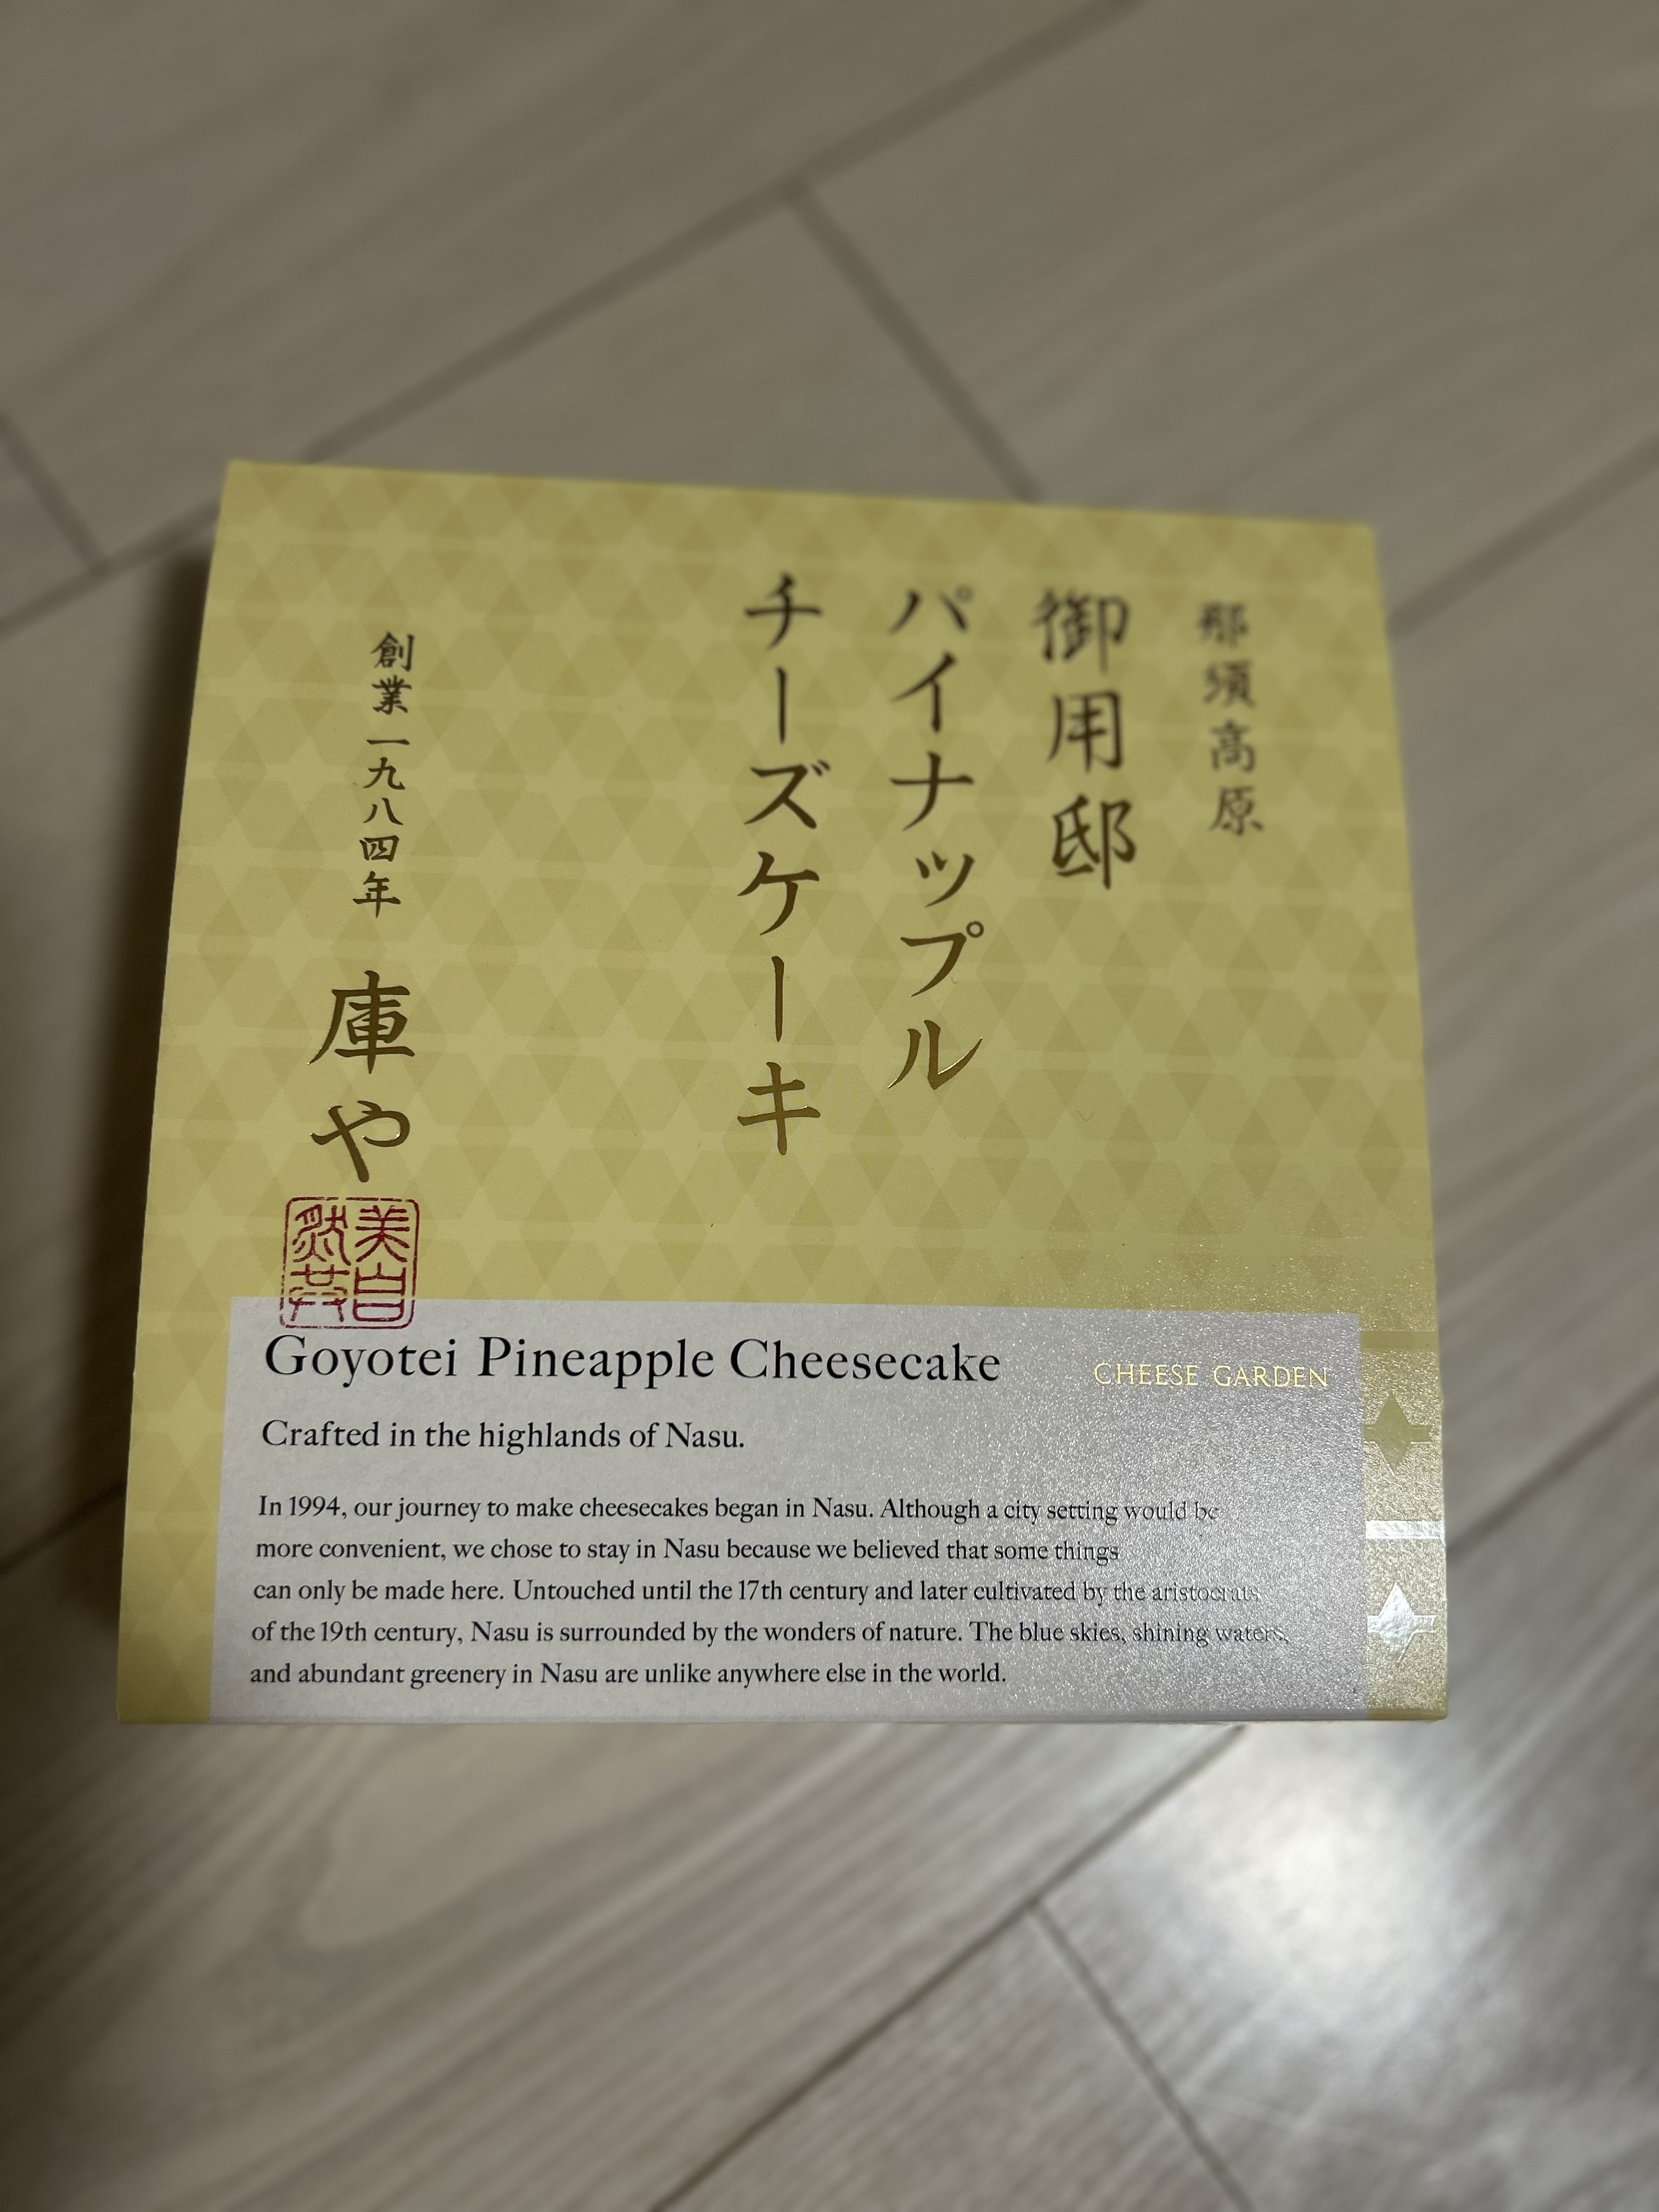 那須高原
御用邸
パイナップル
チーズケーキ
創業一九八四年 庫や
美自
然芸
Goyotei Pineapple Cheesecake
CHEESE GARDEN
Crafted in the highlands of Nasu.
In 1994, our journey to make cheesecakes began in Nasu. Although a city setting would be
more convenient, we chose to stay in Nasu because we believed that some things
can only be made here. Untouched until the 17th century and later cultivated by the aristocrats
of the 19th century, Nasu is surrounded by the wonders of nature. The blue skies, shining waters,
and abundant greenery in Nasu are unlike anywhere else in the world.